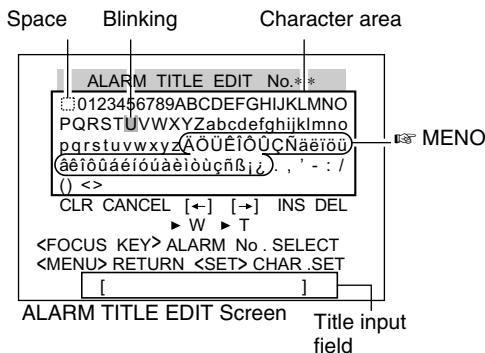 Space Blinking Character area
ALARM TITLE EDIT No.**
0123456789ABCDEFGHIJKLMNO
PQRSTUVWXYZabcdefghijklmno
pqrstuvwxyzÄÖÜÊÎÔÛÇÑäëïöü
☞ MENO
âêîôûáéíóúàèìòùçñß¡¿. , ' - : /
() <>
CLR CANCEL [←] [→] INS DEL
► W ► T
<FOCUS KEY> ALARM No . SELECT
<MENU> RETURN <SET> CHAR .SET
[ ]
ALARM TITLE EDIT Screen
Title input
field